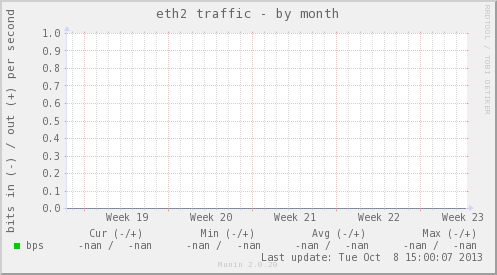 eth2 traffic - by month
RRDTOOL / TOBI OETIKER
bits in (-) / out (+) per second
1.0
0.9
0.8
0.7
0.6
0.5
0.4
0.3
0.2
0.1
0.0
Week 19 Week 20 Week 21 Week 22 Week 23
Cur (-/+) Min (-/+) Avg (-/+) Max (-/+)
bps -nan / -nan -nan / -nan -nan / -nan -nan / -nan
Last update: Tue Oct 8 15:00:07 2013
Munin 2.0.20